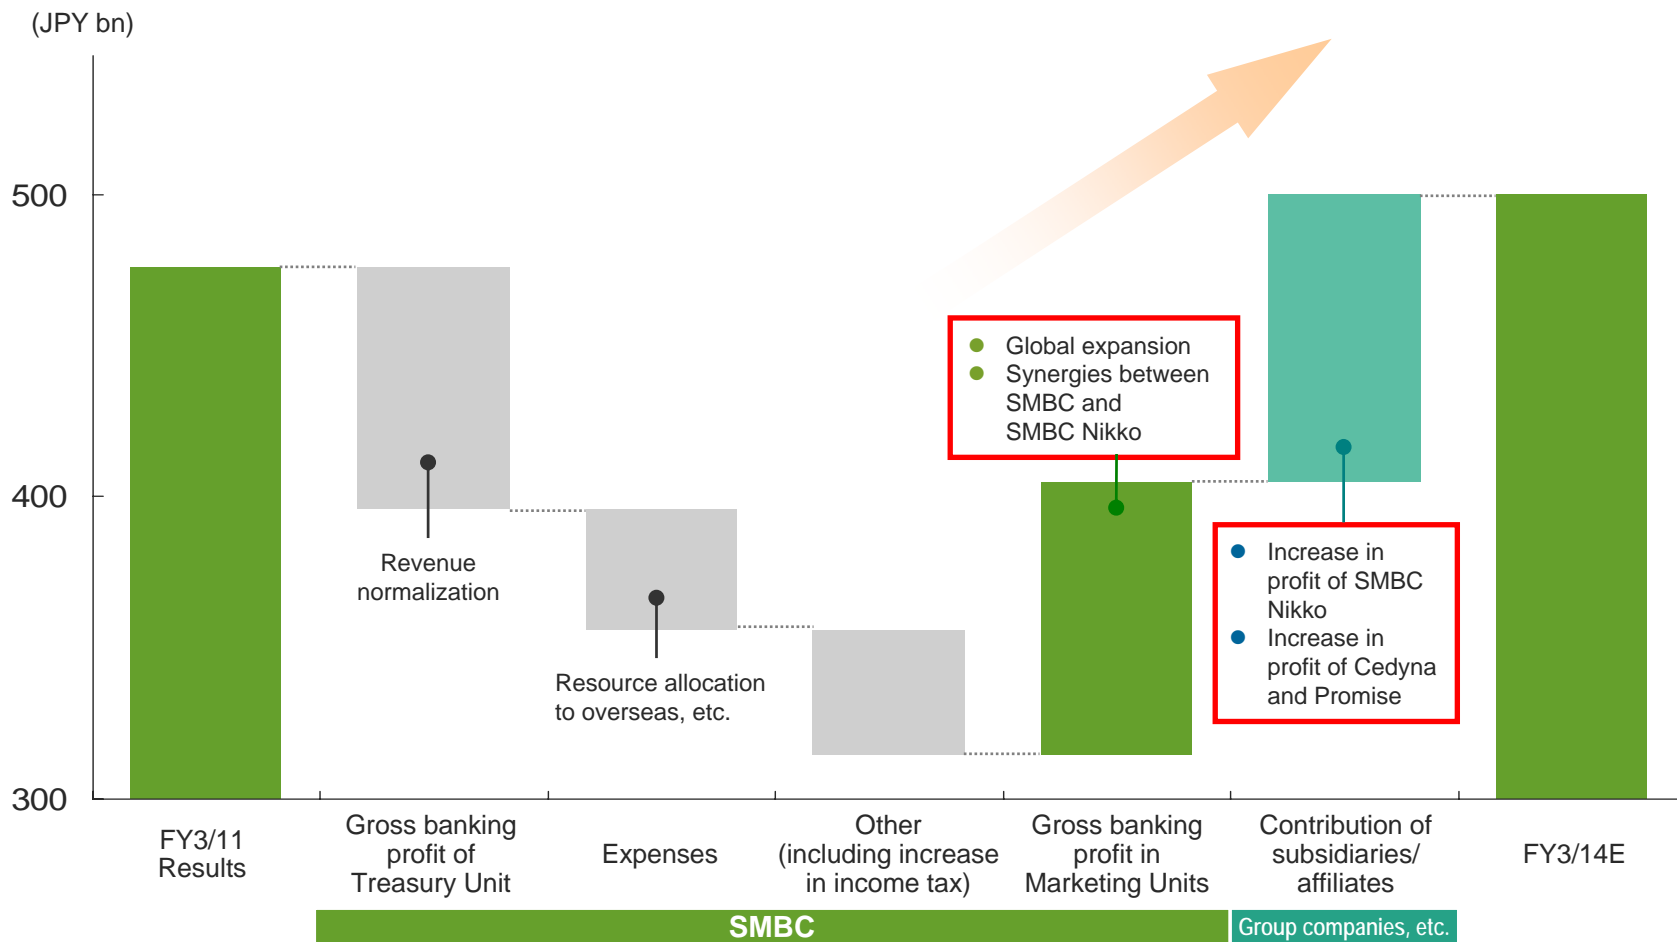 (JPY bn)
500
400
300
Revenue
normalization
Resource allocation
to overseas, etc.
Global expansion
Synergies between
SMBC and
SMBC Nikko
Increase in
profit of SMBC
Nikko
Increase in
profit of Cedyna
and Promise
FY3/11
Results
Gross banking
profit of
Treasury Unit
Expenses
Other
(including increase
in income tax)
Gross banking
profit in
Marketing Units
Contribution of
subsidiaries/
affiliates
FY3/14E
SMBC
Group companies, etc.